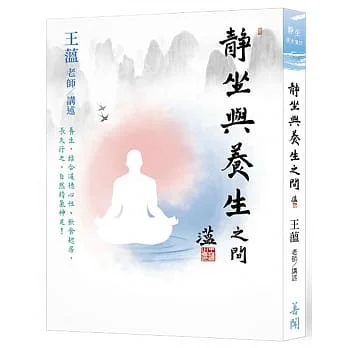 靜坐與養生之間
蘊
王蘊
老師/講述
養生,結合道德心性、飲食起居,
長久行之,自然精氣神足!
靜坐與養生之間
王蘊
老師/講述
善聞